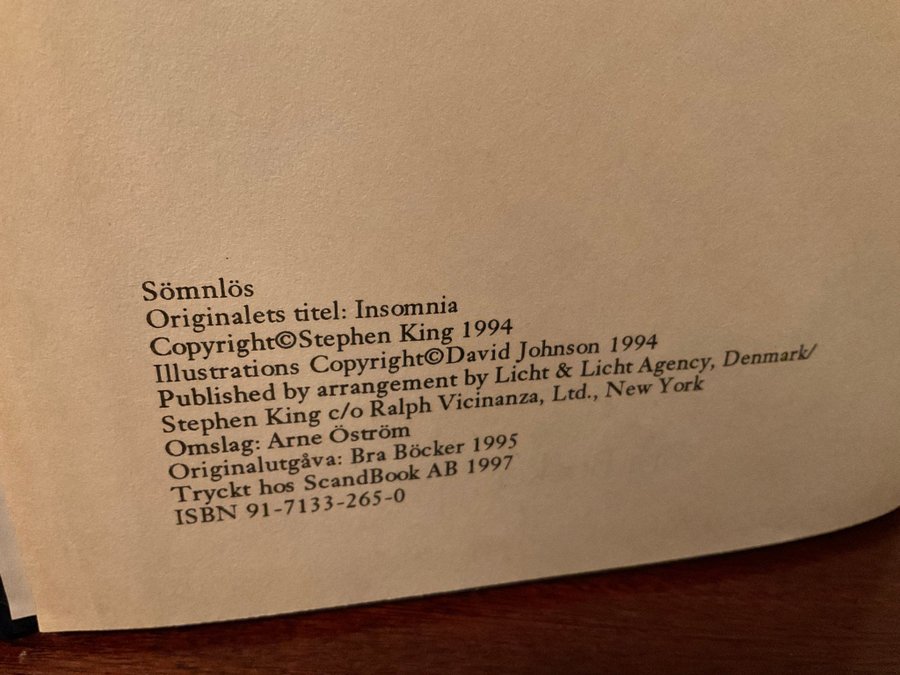 Sömnlös
Originalets titel: Insomnia
Copyright©Stephen King 1994
Illustrations Copyright©David Johnson 1994
Published by arrangement by Licht & Licht Agency, Denmark/
Stephen King c/o Ralph Vicinanza, Ltd., New York
Omslag: Arne Öström
Originalutgåva: Bra Böcker 1995
Tryckt hos ScandBook AB 1997
ISBN 91-7133-265-0